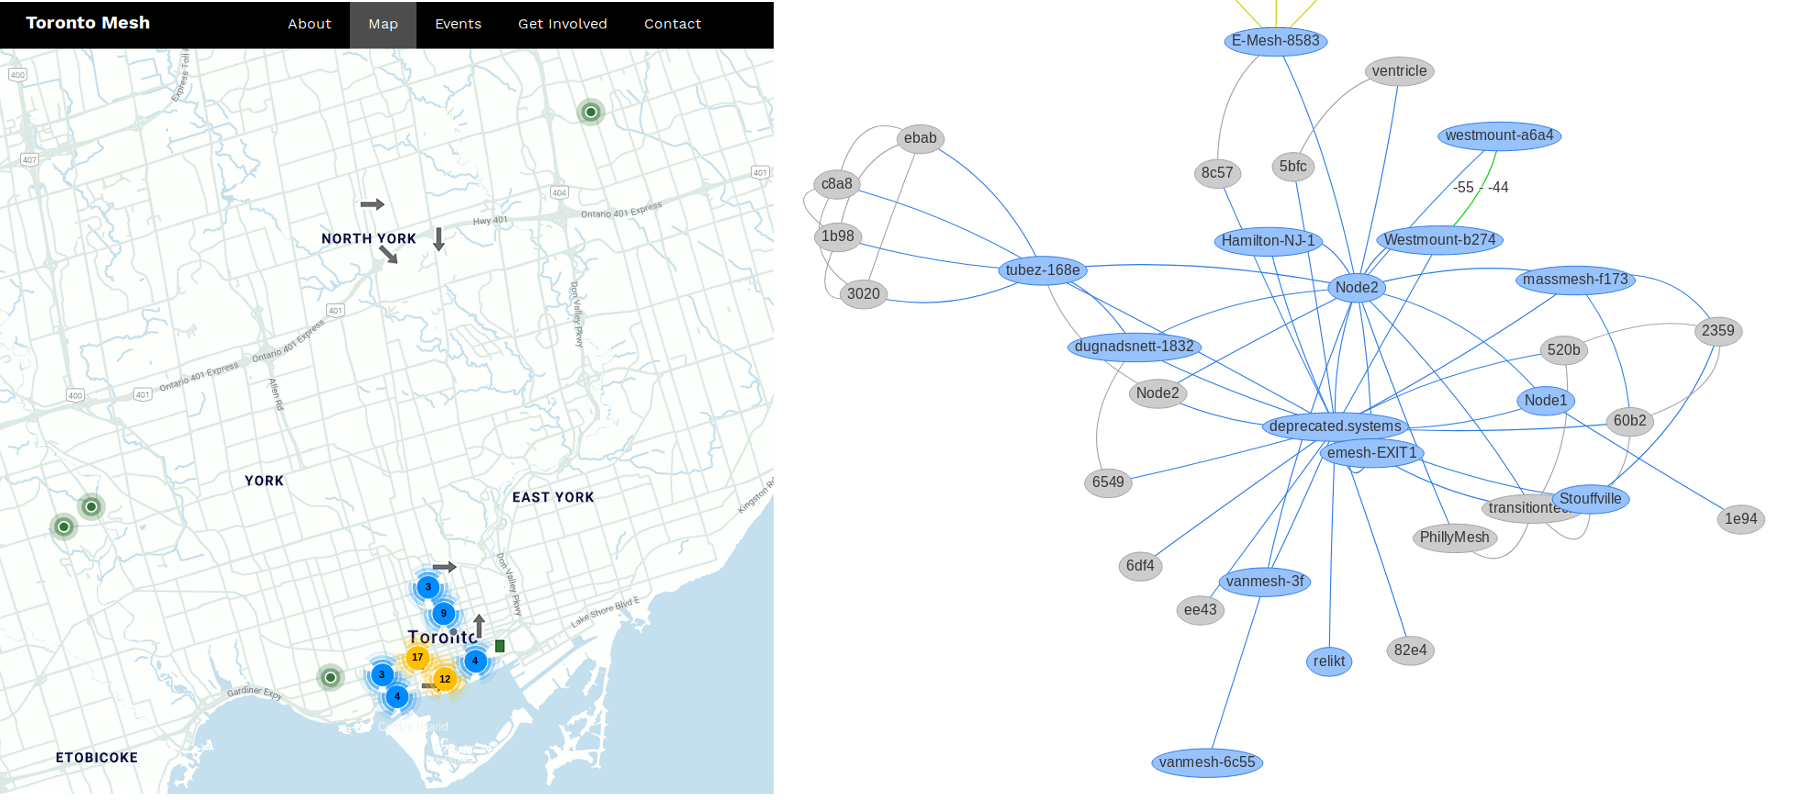 Toronto Mesh
About
Map
Events
Get Involved
Contact
400
Express Toll
407
401
404
Hwy 401
Ontario 401 Express
NORTH YORK
401
Ontario 401 Express
Don Valley Pkwy
Ontario 401 Express
400
401
Allen Rd
YORK
EAST YORK
Kingston Rd
Don Valley Pkwy
3
9
Lake Shore Blvd E
Toronto
17
4
3
12
4
Gardiner Expy
ETOBICOKE
E-Mesh-8583
ventricle
ebab
westmount-a6a4
8c57
5bfc
c8a8
-55 - -44
1b98
Hamilton-NJ-1
Westmount-b274
tubez-168e
massmesh-f173
Node2
3020
2359
dugnadsnett-1832
520b
Node2
Node1
60b2
deprecated.systems
emesh-EXIT1
6549
Stouffville
1e94
PhillyMesh
6df4
vanmesh-3f
ee43
82e4
relikt
vanmesh-6c55